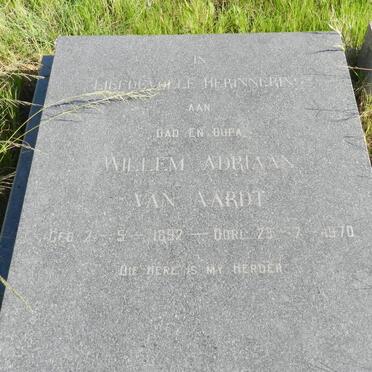 IN
LIEFDEVOLLE HERINNERING
AAN
DAD EN OUPA
WILLEM ADRIAAN
VAN AARDT
GEB. 2 - 5 - 1892 — OORL. 25 - 7 - 1970
DIE HERE IS MY HERDER